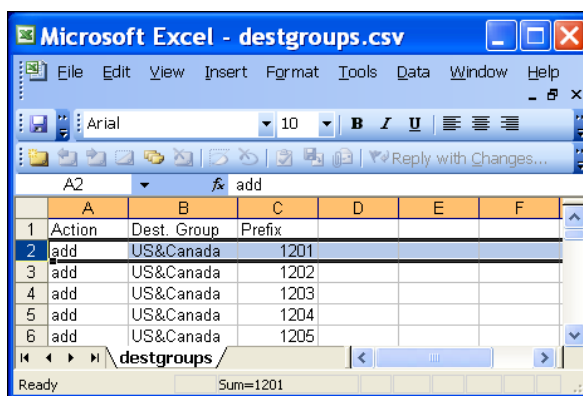 Microsoft Excel - destgroups.csv
File Edit View Insert Format Tools Data Window Help
Arial 10 B I U
Reply with Changes...
A2 fx add
A B C D E F
1 Action Dest. Group Prefix
2 add US&Canada 1201
3 add US&Canada 1202
4 add US&Canada 1203
5 add US&Canada 1204
6 add US&Canada 1205
destgroups
Ready Sum=1201